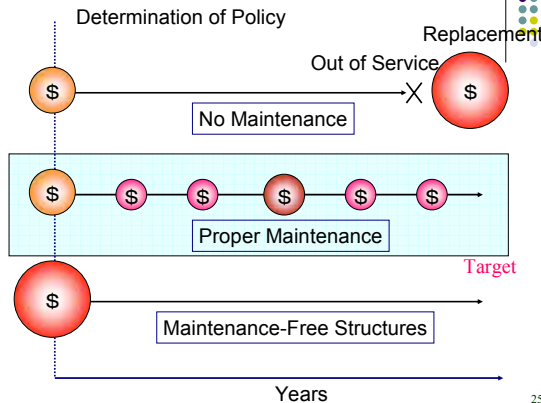 Determination of Policy
Replacement
Out of Service
$ $
No Maintenance
$ $ $ $ $ $
Proper Maintenance
Target
$
Maintenance-Free Structures
Years
25